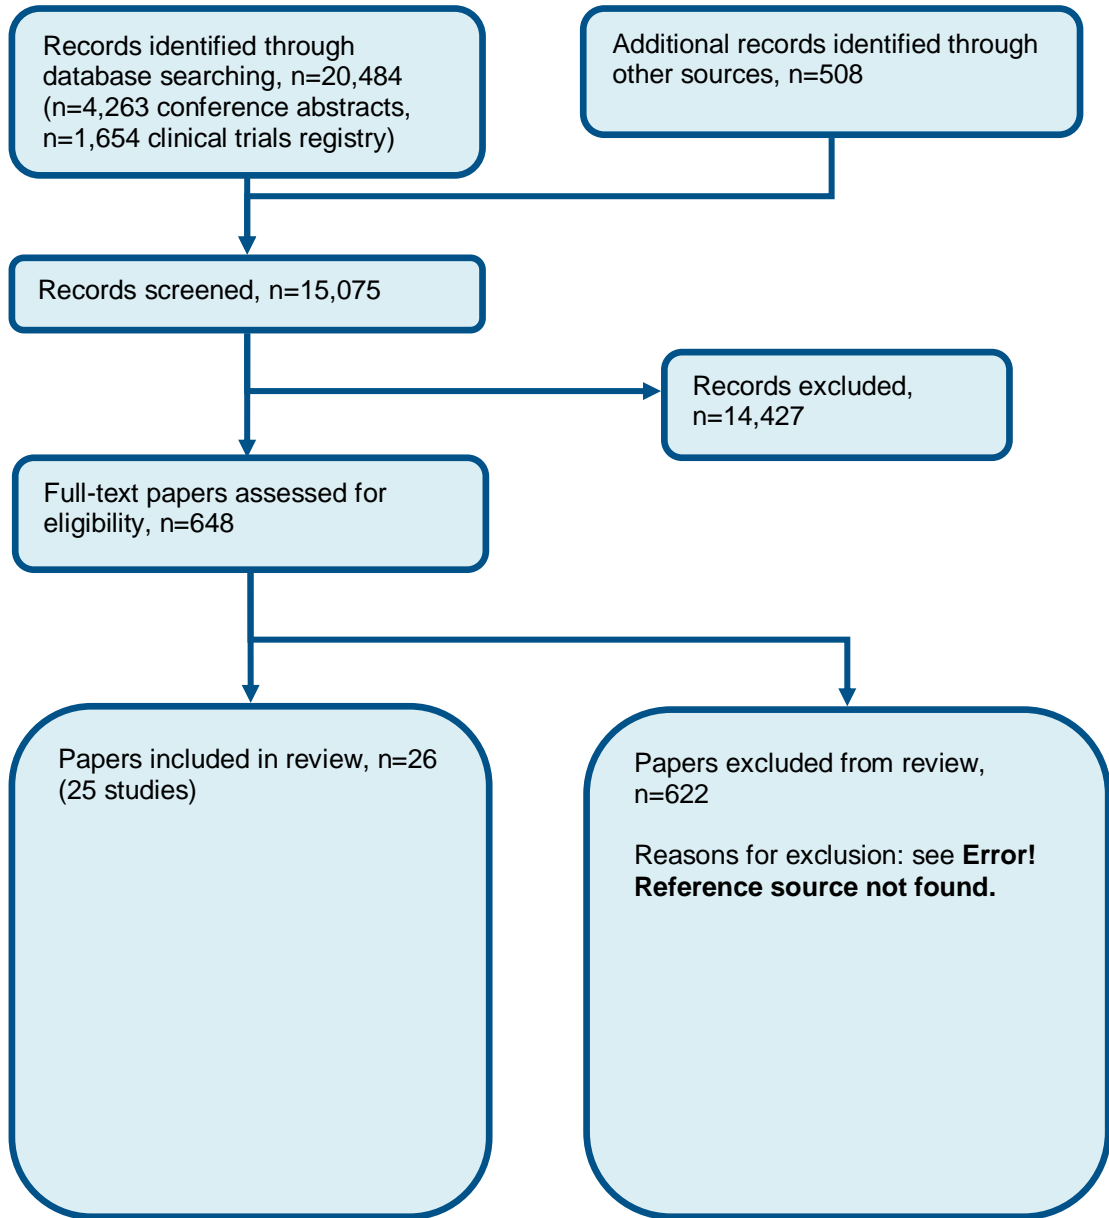 Records identified through
database searching, n=20,484
(n=4,263 conference abstracts,
n=1,654 clinical trials registry)
Additional records identified through
other sources, n=508
Records screened, n=15,075
Records excluded,
n=14,427
Full-text papers assessed for
eligibility, n=648
Papers included in review, n=26
(25 studies)
Papers excluded from review,
n=622
Reasons for exclusion: see Error!
Reference source not found.